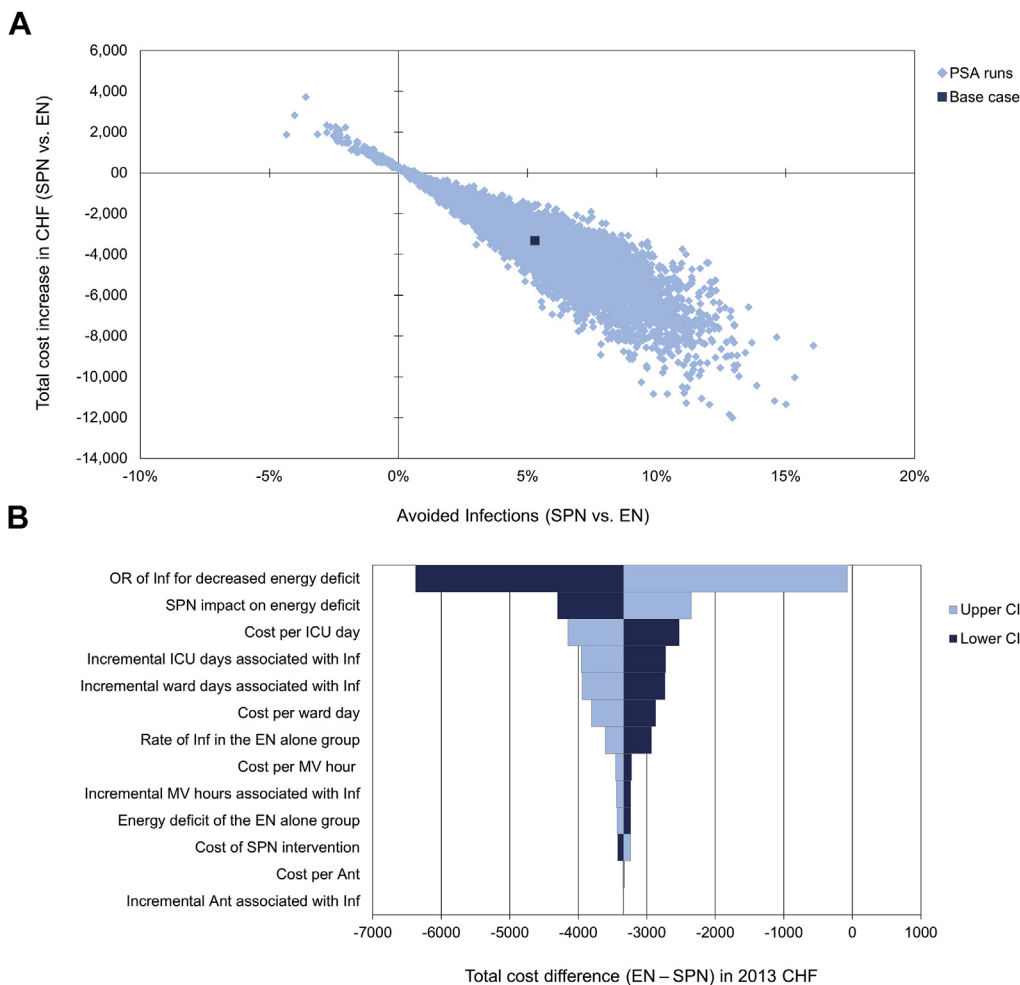 A
6,000
4,000
2,000
00
-2,000
-4,000
-6,000
-8,000
-10,000
-12,000
-14,000
Total cost increase in CHF (SPN vs. EN)
-10%
-5%
0%
5%
10%
15%
20%
Avoided Infections (SPN vs. EN)
PSA runs
Base case
B
OR of Inf for decreased energy deficit
SPN impact on energy deficit
Cost per ICU day
Incremental ICU days associated with Inf
Incremental ward days associated with Inf
Cost per ward day
Rate of Inf in the EN alone group
Cost per MV hour
Incremental MV hours associated with Inf
Energy deficit of the EN alone group
Cost of SPN intervention
Cost per Ant
Incremental Ant associated with Inf
Upper CI
Lower CI
-7000
-6000
-5000
-4000
-3000
-2000
-1000
0
1000
Total cost difference (EN – SPN) in 2013 CHF